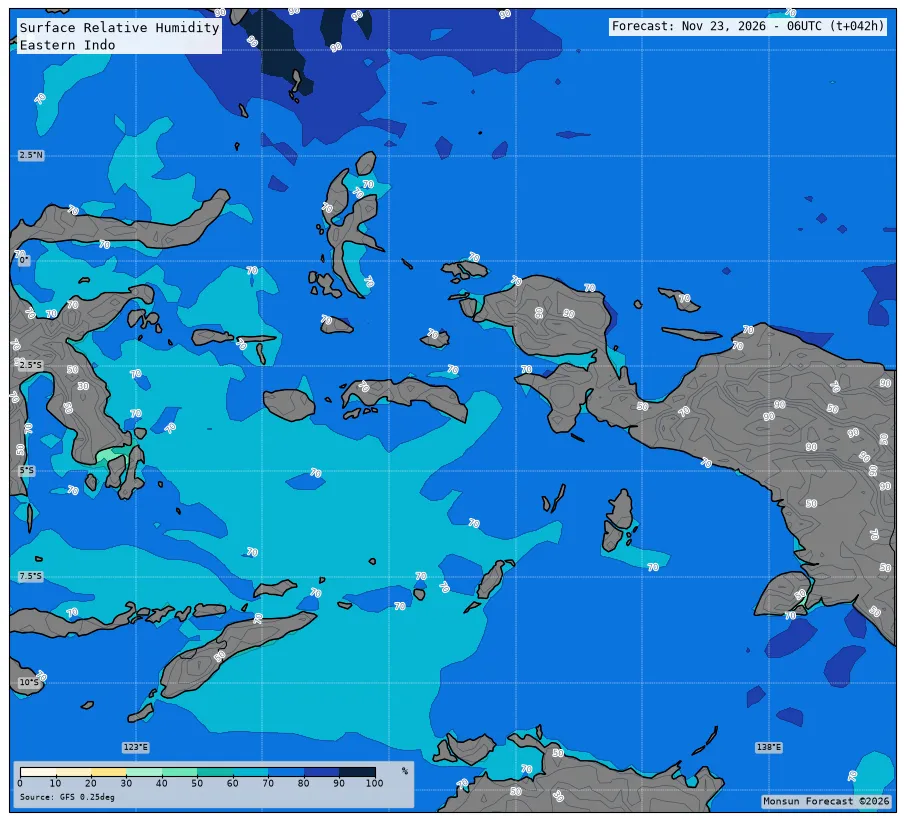 Surface Relative Humidity
Eastern Indo
Forecast: Nov 23, 2026 - 06UTC (t+042h)
2.5°N
0°
2.5°S
5°S
7.5°S
10°S
123°E
138°E
0 10 20 30 40 50 60 70 80 90 100 %
Source: GFS 0.25deg
Monsun Forecast ©2026